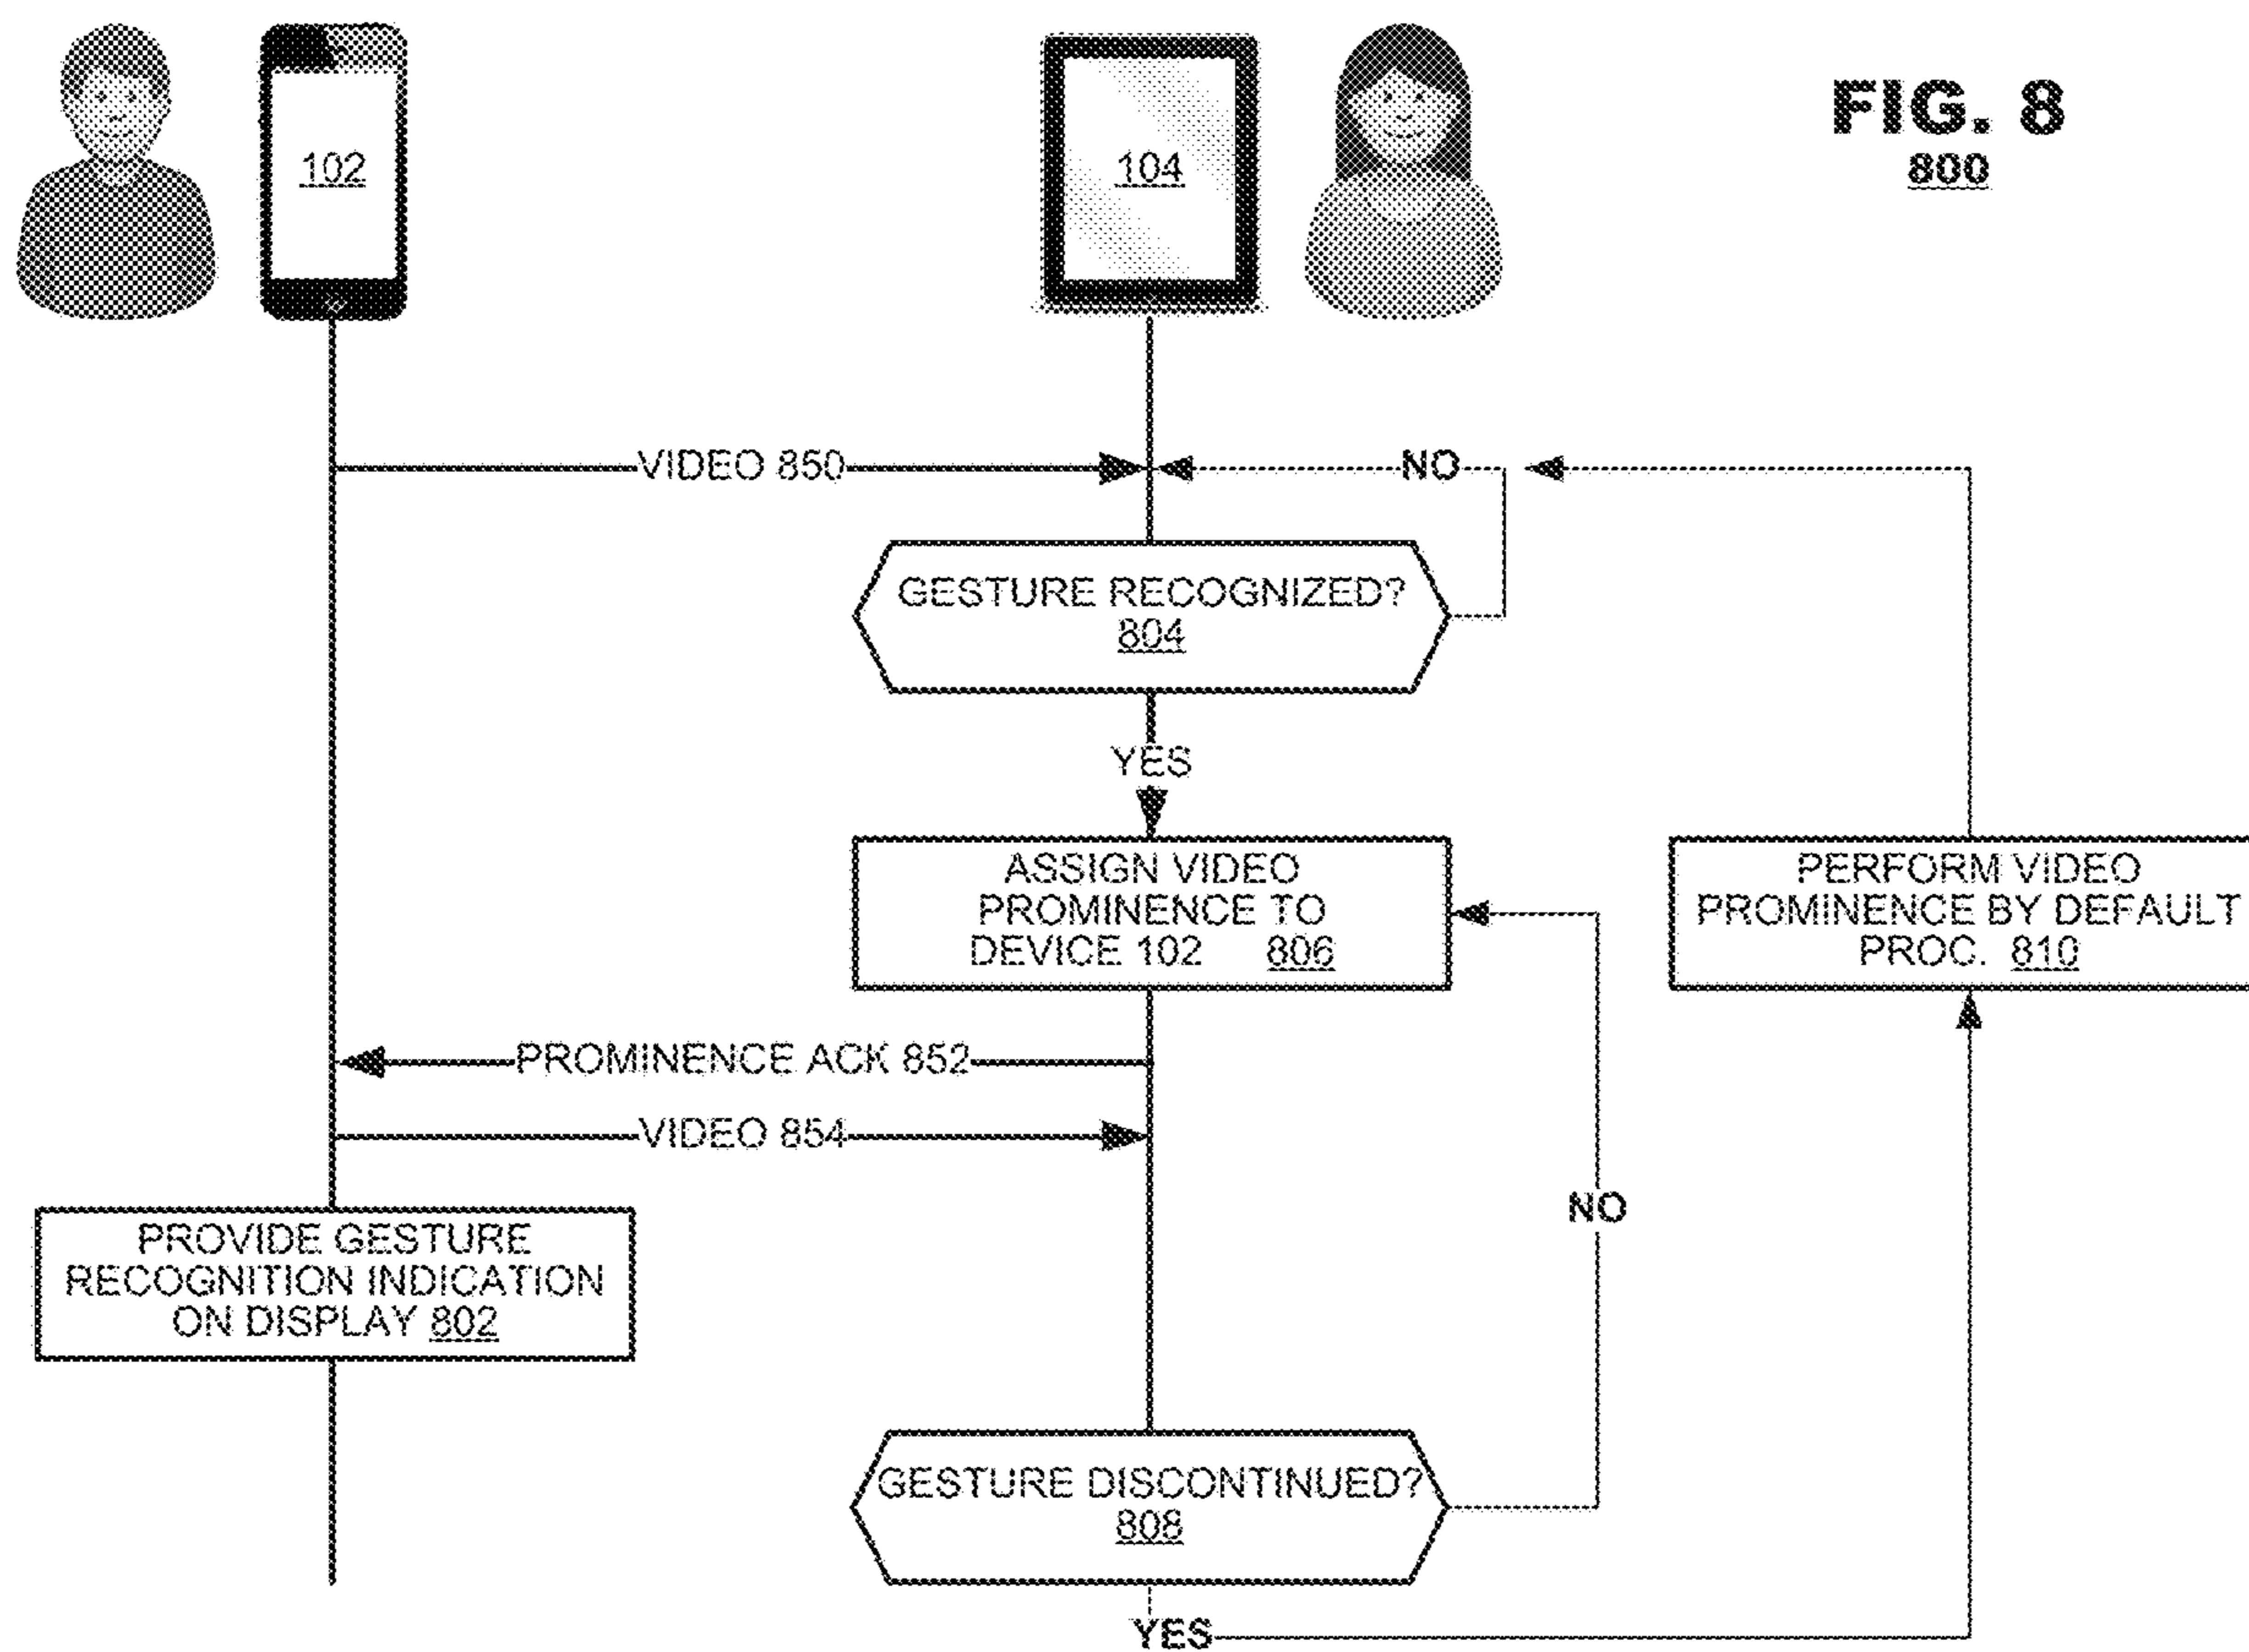 FIG. 8
800
102
104
VIDEO 850
NO
GESTURE RECOGNIZED?
804
YES
ASSIGN VIDEO
PROMINENCE TO
DEVICE 102 806
PERFORM VIDEO
PROMINENCE BY DEFAULT
PROC. 810
PROMINENCE ACK 852
VIDEO 854
NO
PROVIDE GESTURE
RECOGNITION INDICATION
ON DISPLAY 802
GESTURE DISCONTINUED?
808
YES